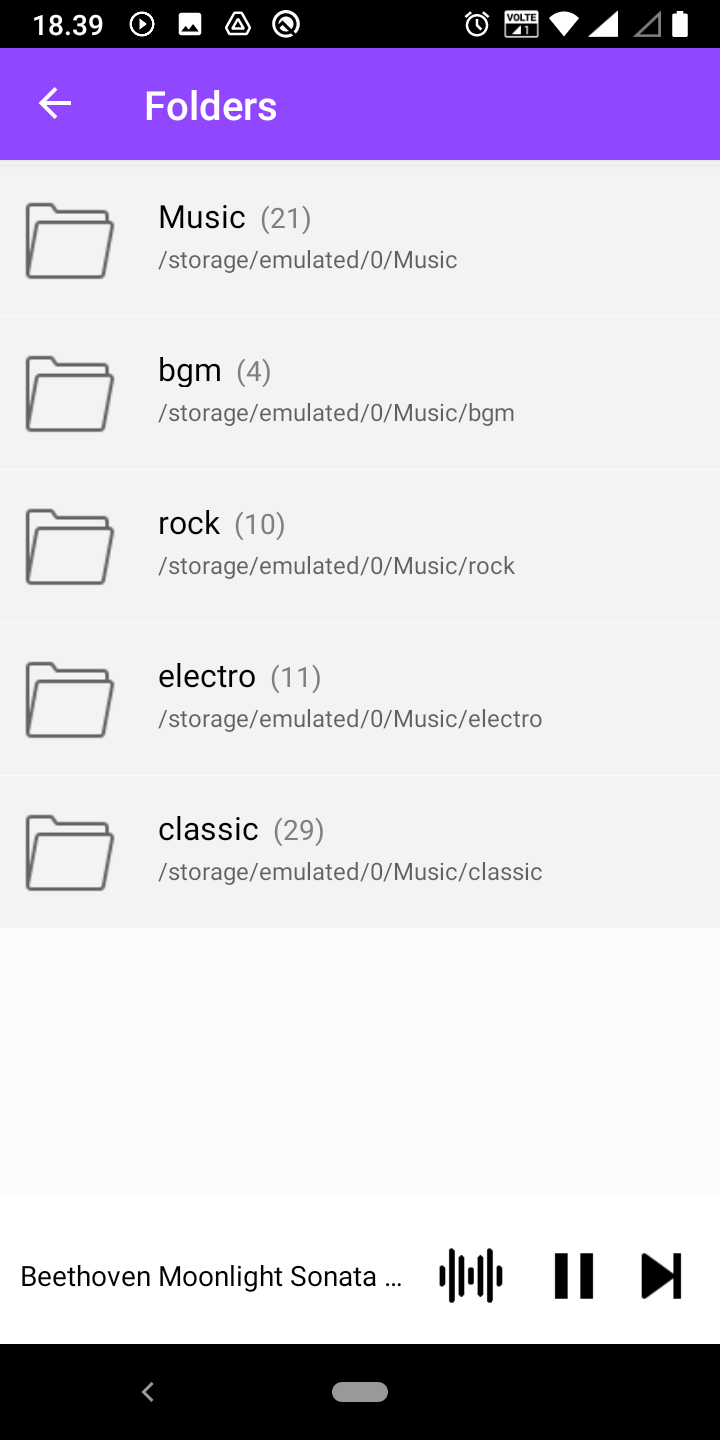 18.39
VOLTE
1
Folders
Music (21)
/storage/emulated/0/Music
bgm (4)
/storage/emulated/0/Music/bgm
rock (10)
/storage/emulated/0/Music/rock
electro (11)
/storage/emulated/0/Music/electro
classic (29)
/storage/emulated/0/Music/classic
Beethoven Moonlight Sonata ...